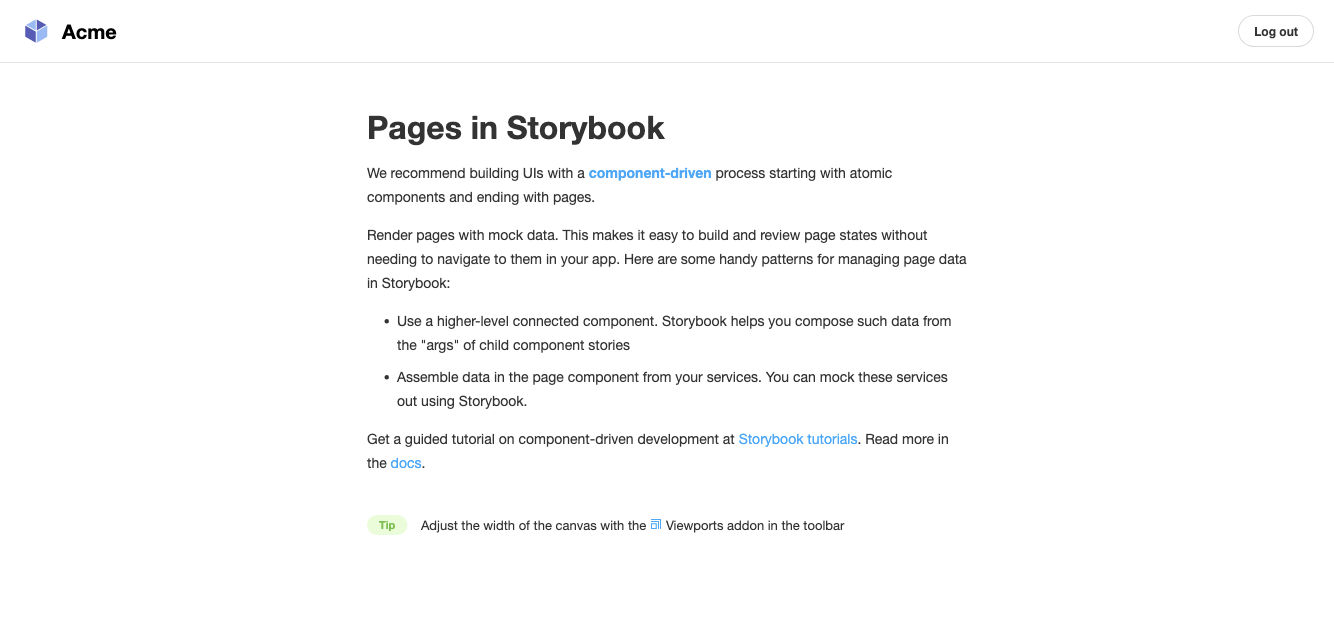 Acme
Log out
Pages in Storybook
We recommend building UIs with a component-driven process starting with atomic
components and ending with pages.
Render pages with mock data. This makes it easy to build and review page states without
needing to navigate to them in your app. Here are some handy patterns for managing page data
in Storybook:
• Use a higher-level connected component. Storybook helps you compose such data from
the "args" of child component stories
• Assemble data in the page component from your services. You can mock these services
out using Storybook.
Get a guided tutorial on component-driven development at Storybook tutorials. Read more in
the docs.
Tip Adjust the width of the canvas with the Viewports addon in the toolbar